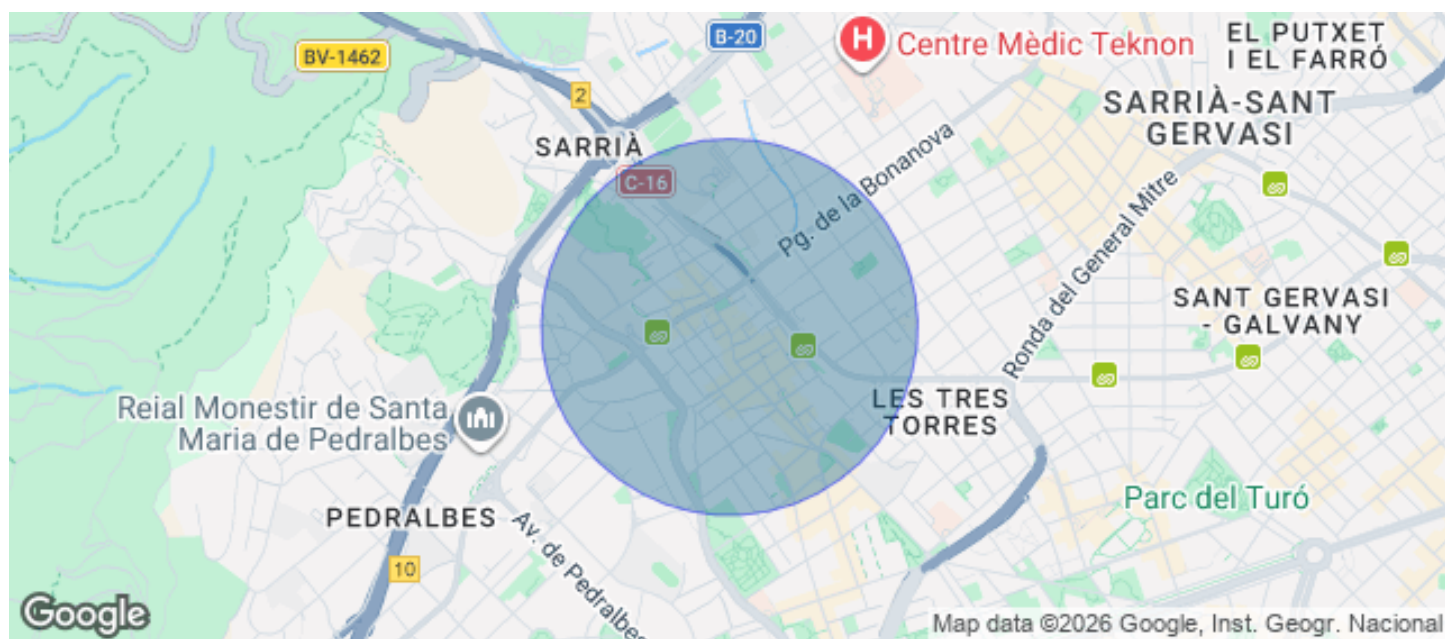 BV-1462
B-20
Centre Mèdic Teknon
EL PUTXET
I EL FARRÓ
2
SARRIÀ-SANT
GERVASI
SARRIÀ
C-16
Pg. de la Bonanova
Ronda del General Mitre
SANT GERVASI
- GALVANY
Reial Monestir de Santa
Maria de Pedralbes
LES TRES
TORRES
PEDRALBES
Av. de Pedralbes
Parc del Turó
10
Google
Map data ©2026 Google, Inst. Geogr. Nacional